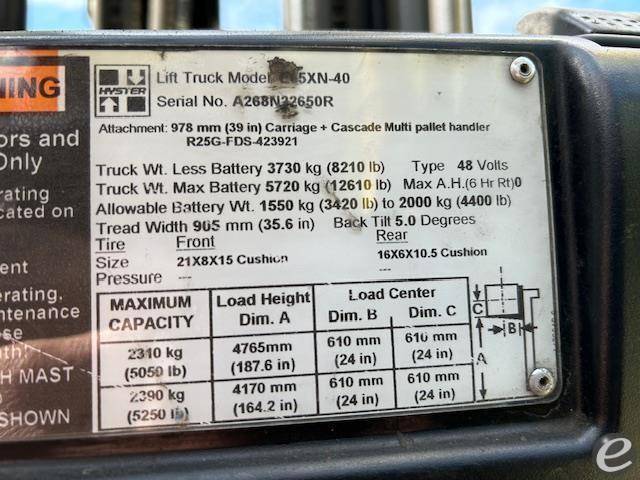 NING
ors and
Only
rating
cated on
ent
erating.
ntenance
se
H MAST
SHOWN
HYSTER
Lift Truck Model 5XN-40
Serial No. A268N22650R
Attachment: 978 mm (39 in) Carriage + Cascade Multi pallet handler
R25G-FDS-423921
Truck Wt. Less Battery 3730 kg (8210 lb) Type 48 Volts
Truck Wt. Max Battery 5720 kg (12610 lb) Max A.H.(6 Hr Rt)0
Allowable Battery Wt. 1550 kg (3420 lb) to 2000 kg (4400 lb)
Tread Width 905 mm (35.6 in) Back Tilt 5.0 Degrees
Tire Front Rear
Size 21X8X15 Cushion 16X6X10.5 Cushion
Pressure --- ---
MAXIMUM CAPACITY Load Height Dim. A Load Center Dim. B Dim. C
2310 kg (5050 lb) 4765mm (187.6 in) 610 mm (24 in) 610 mm (24 in)
2390 kg (5250 lb) 4170 mm (164.2 in) 610 mm (24 in) 610 mm (24 in)
C
B
A
e